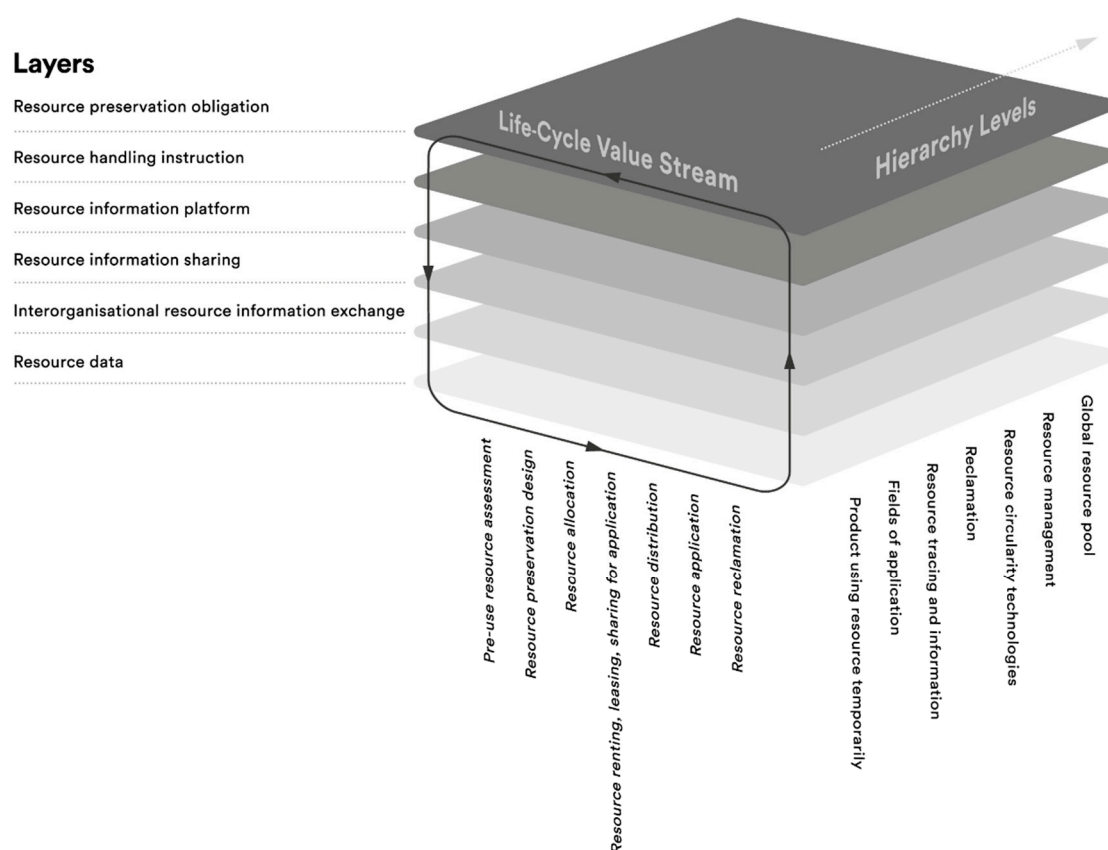 Layers
Resource preservation obligation
Resource handling instruction
Resource information platform
Resource information sharing
Interorganisational resource information exchange
Resource data
Life-Cycle Value Stream
Hierarchy Levels
Pre-use resource assessment
Resource preservation design
Resource allocation
Resource renting, leasing, sharing for application
Resource distribution
Resource application
Resource reclamation
Product using resource temporarily
Fields of application
Resource tracing and information
Reclamation
Resource circularity technologies
Resource management
Global resource pool